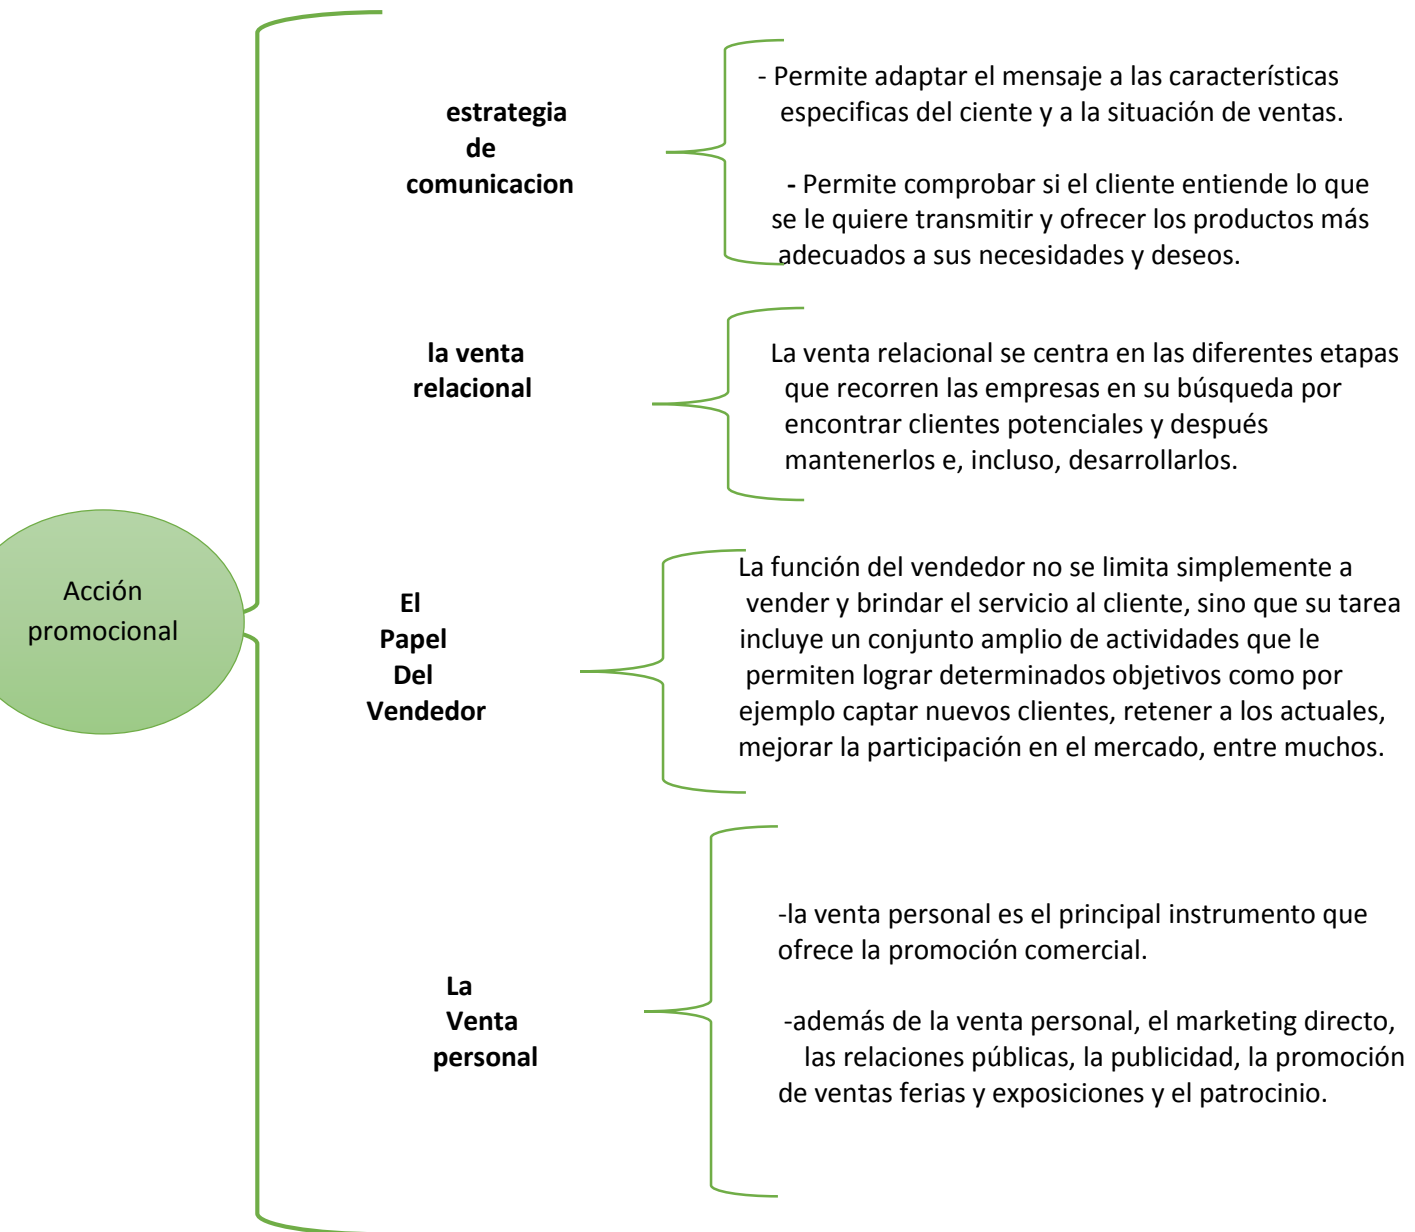 Acción
promocional
estrategia
de
comunicacion
- Permite adaptar el mensaje a las características
especificas del ciente y a la situación de ventas.
- Permite comprobar si el cliente entiende lo que
se le quiere transmitir y ofrecer los productos más
adecuados a sus necesidades y deseos.
la venta
relacional
La venta relacional se centra en las diferentes etapas
que recorren las empresas en su búsqueda por
encontrar clientes potenciales y después
mantenerlos e, incluso, desarrollarlos.
El
Papel
Del
Vendedor
La función del vendedor no se limita simplemente a
vender y brindar el servicio al cliente, sino que su tarea
incluye un conjunto amplio de actividades que le
permiten lograr determinados objetivos como por
ejemplo captar nuevos clientes, retener a los actuales,
mejorar la participación en el mercado, entre muchos.
La
Venta
personal
-la venta personal es el principal instrumento que
ofrece la promoción comercial.
-además de la venta personal, el marketing directo,
las relaciones públicas, la publicidad, la promoción
de ventas ferias y exposiciones y el patrocinio.